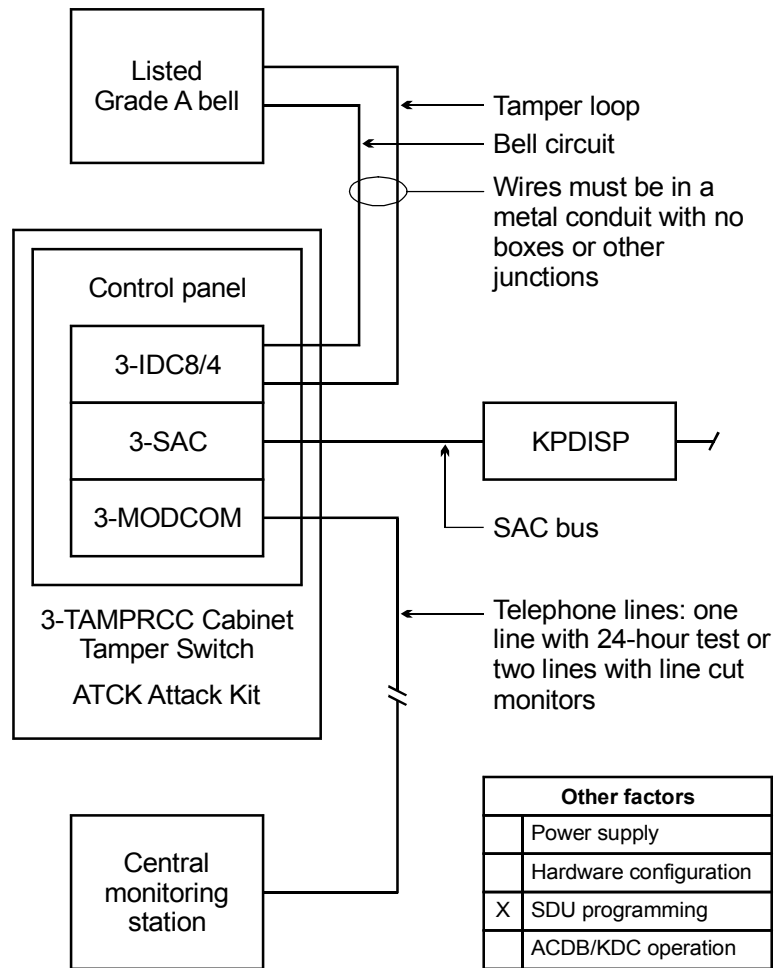 Listed
Grade A bell
Tamper loop
Bell circuit
Wires must be in a
metal conduit with no
boxes or other
junctions
Control panel
3-IDC8/4
3-SAC
3-MODCOM
KPDISP
SAC bus
3-TAMPRCC Cabinet
Tamper Switch
ATCK Attack Kit
Telephone lines: one
line with 24-hour test or
two lines with line cut
monitors
Central
monitoring
station
Other factors
Power supply
Hardware configuration
X SDU programming
ACDB/KDC operation